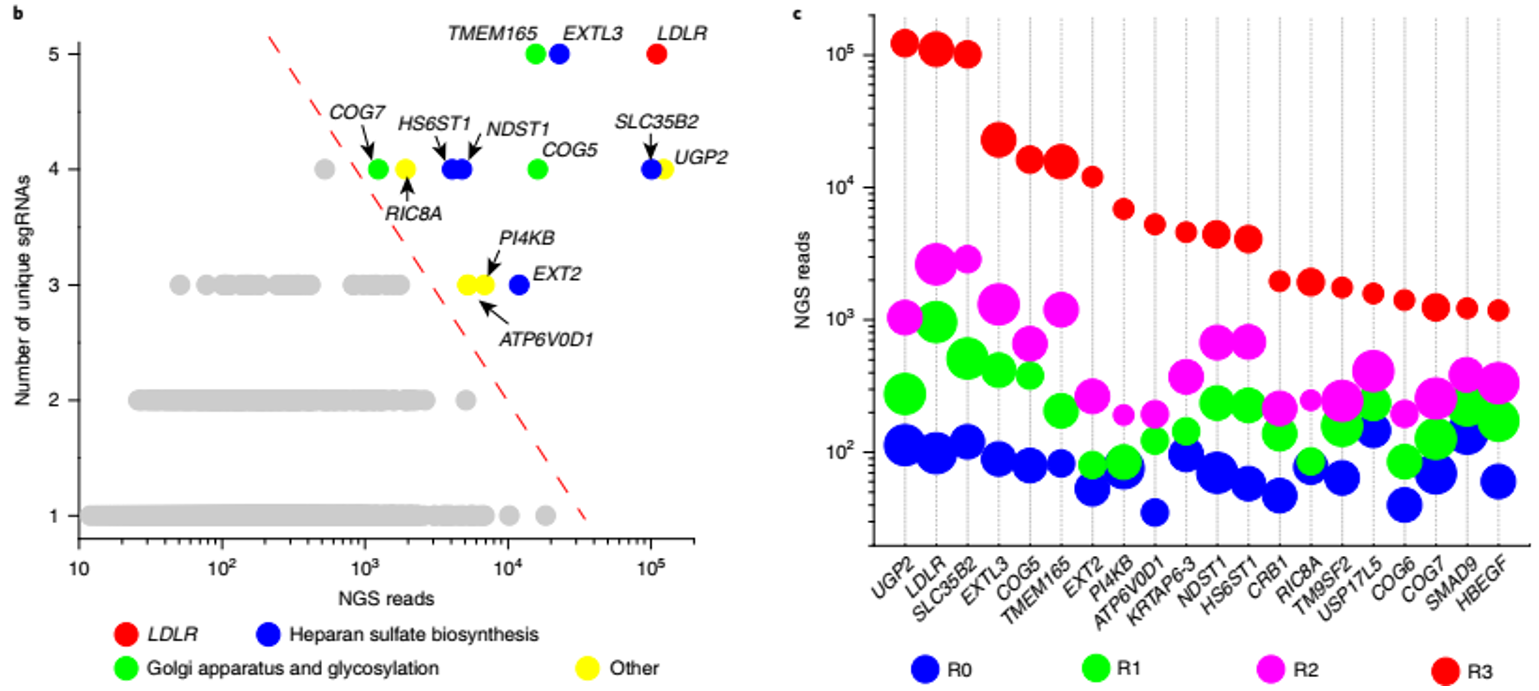 b
TMEM165 EXTL3 LDLR
COG7 HS6ST1 NDST1 COG5 SLC35B2 UGP2
RIC8A
PI4KB
EXT2
ATP6V0D1
Number of unique sgRNAs
5
4
3
2
1
10 10² 10³ 10⁴ 10⁵
NGS reads
LDLR Heparan sulfate biosynthesis
Golgi apparatus and glycosylation Other
c
NGS reads
10⁵
10⁴
10³
10²
UGP2 LDLR SLC35B2 EXTL3 COG5 TMEM165 EXT2 PI4KB ATP6V0D1 KRTAP6-3 NDST1 HS6ST1 CRB1 RIC8A TM9SF2 USP17L5 COG6 COG7 SMAD9 HBEGF
R0 R1 R2 R3